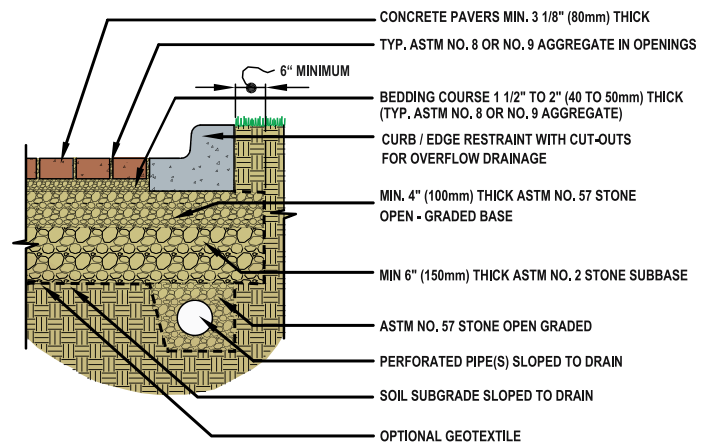 CONCRETE PAVERS MIN. 3 1/8" (80mm) THICK
TYP. ASTM NO. 8 OR NO. 9 AGGREGATE IN OPENINGS
6" MINIMUM
BEDDING COURSE 1 1/2" TO 2" (40 TO 50mm) THICK
(TYP. ASTM NO. 8 OR NO. 9 AGGREGATE)
CURB / EDGE RESTRAINT WITH CUT-OUTS
FOR OVERFLOW DRAINAGE
MIN. 4" (100mm) THICK ASTM NO. 57 STONE
OPEN - GRADED BASE
MIN 6" (150mm) THICK ASTM NO. 2 STONE SUBBASE
ASTM NO. 57 STONE OPEN GRADED
PERFORATED PIPE(S) SLOPED TO DRAIN
SOIL SUBGRADE SLOPED TO DRAIN
OPTIONAL GEOTEXTILE